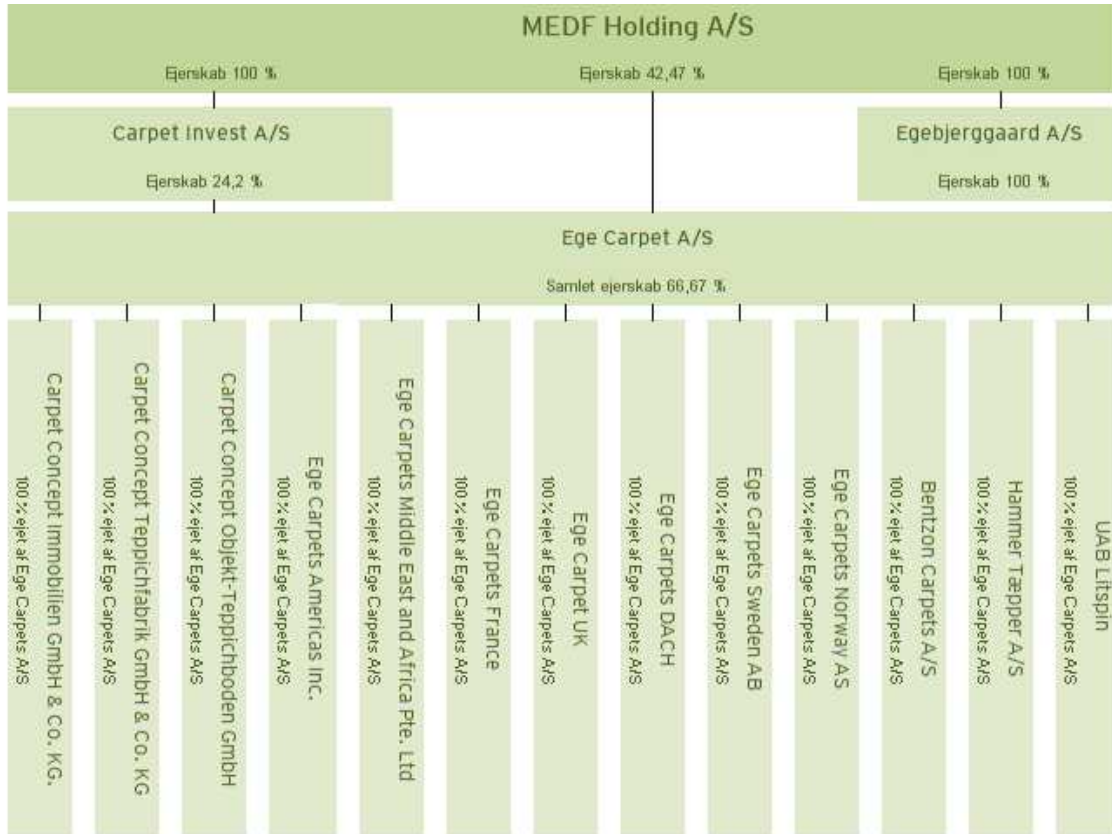 MEDF Holding A/S
Ejerskab 100 %
Ejerskab 42,47 %
Ejerskab 100 %
Carpet Invest A/S
Ejerskab 24,2 %
Egebjerggaard A/S
Ejerskab 100 %
Ege Carpet A/S
Samlet ejerskab 66,67 %
Carpet Concept Immobilien GmbH & Co. KG.
100 % ejet af Ege Carpets A/S
Carpet Concept Teppichfabrik GmbH & Co. KG
100 % ejet af Ege Carpets A/S
Carpet Concept Objekt-Teppichboden GmbH
100 % ejet af Ege Carpets A/S
Ege Carpets Americas Inc.
100 % ejet af Ege Carpets A/S
Ege Carpets Middle East and Africa Pte. Ltd
100 % ejet af Ege Carpets A/S
Ege Carpets France
100 % ejet af Ege Carpets A/S
Ege Carpet UK
100 % ejet af Ege Carpets A/S
Ege Carpets DACH
100 % ejet af Ege Carpets A/S
Ege Carpets Sweden AB
100 % ejet af Ege Carpets A/S
Ege Carpets Norway AS
100 % ejet af Ege Carpets A/S
Bentzon Carpets A/S
100 % ejet af Ege Carpets A/S
Hammer Tæpper A/S
100 % ejet af Ege Carpets A/S
UAB Litspin
100 % ejet af Ege Carpets A/S